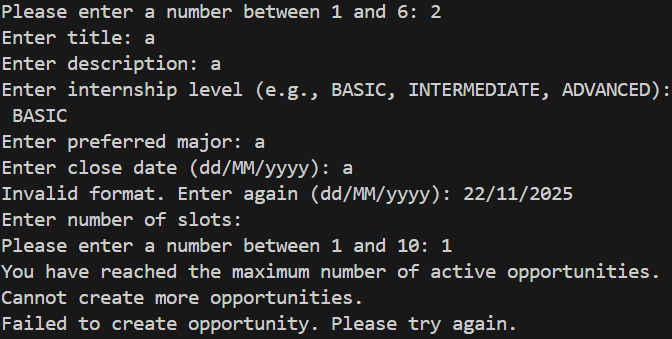 Please enter a number between 1 and 6: 2
Enter title: a
Enter description: a
Enter internship level (e.g., BASIC, INTERMEDIATE, ADVANCED):
 BASIC
Enter preferred major: a
Enter close date (dd/MM/yyyy): a
Invalid format. Enter again (dd/MM/yyyy): 22/11/2025
Enter number of slots:
Please enter a number between 1 and 10: 1
You have reached the maximum number of active opportunities.
Cannot create more opportunities.
Failed to create opportunity. Please try again.